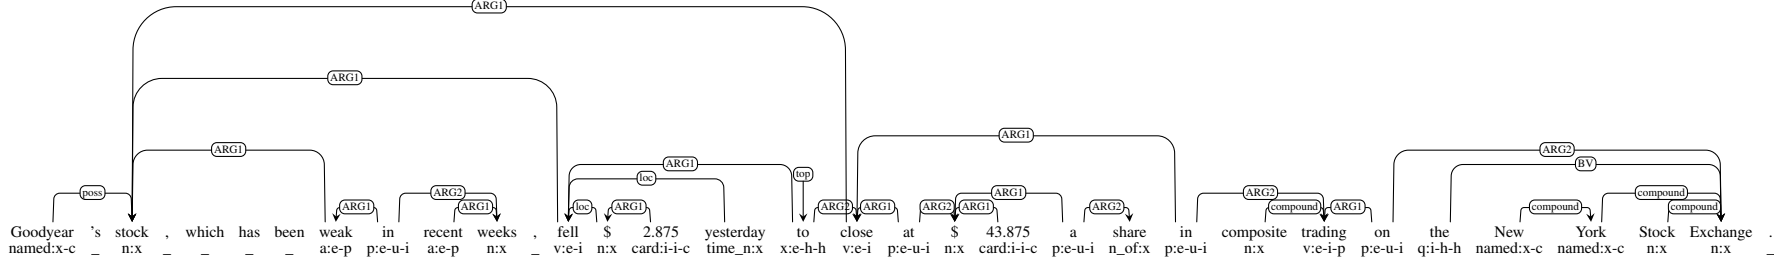 ARG1
ARG1
ARG1 ARG1 ARG2
ARG1 top BV
loc
poss ARG2 ARG1 ARG2 compound
ARG1 ARG1 loc ARG1 ARG2 ARG1 ARG2 ARG1 ARG2 compound ARG1 compound compound
Goodyear 's stock , which has been weak in recent weeks , fell $ 2.875 yesterday to close at $ 43.875 a share in composite trading on the New York Stock Exchange .
named:x-c _ n:x _ _ _ _ a:e-p p:e-u-i a:e-p n:x _ v:e-i n:x card:i-i-c time_n:x x:e-h-h v:e-i p:e-u-i n:x card:i-i-c p:e-u-i n_of:x p:e-u-i n:x v:e-i-p p:e-u-i q:i-h-h named:x-c named:x-c n:x n:x _